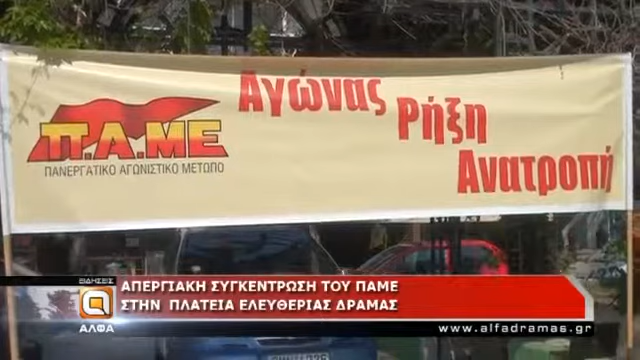 Αγώνας
Ρήξη
Ανατροπή
Π.Α.ΜΕ
ΠΑΝΕΡΓΑΤΙΚΟ ΑΓΩΝΙΣΤΙΚΟ ΜΕΤΩΠΟ
ΕΙΔΗΣΕΙΣ
ΑΛΦΑ
ΑΠΕΡΓΙΑΚΗ ΣΥΓΚΕΝΤΡΩΣΗ ΤΟΥ ΠΑΜΕ
ΣΤΗΝ ΠΛΑΤΕΙΑ ΕΛΕΥΘΕΡΙΑΣ ΔΡΑΜΑΣ
www.alfadramas.gr